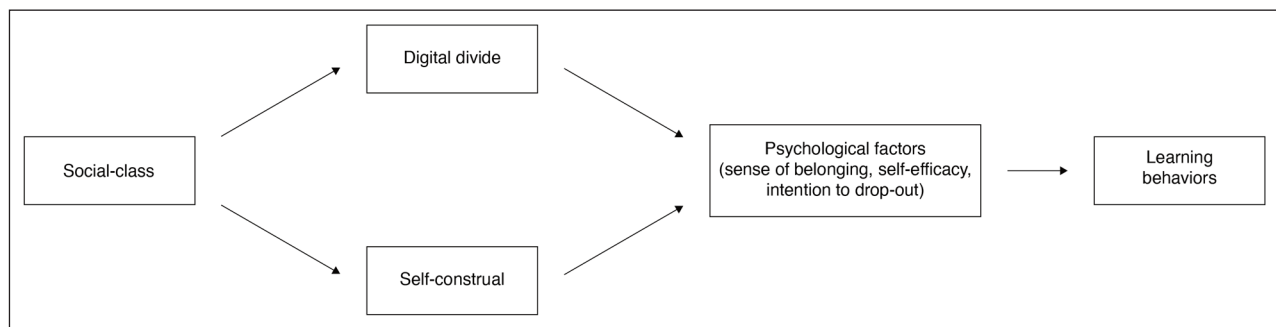 Digital divide
Social-class
Psychological factors
(sense of belonging, self-efficacy,
intention to drop-out)
Learning
behaviors
Self-construal